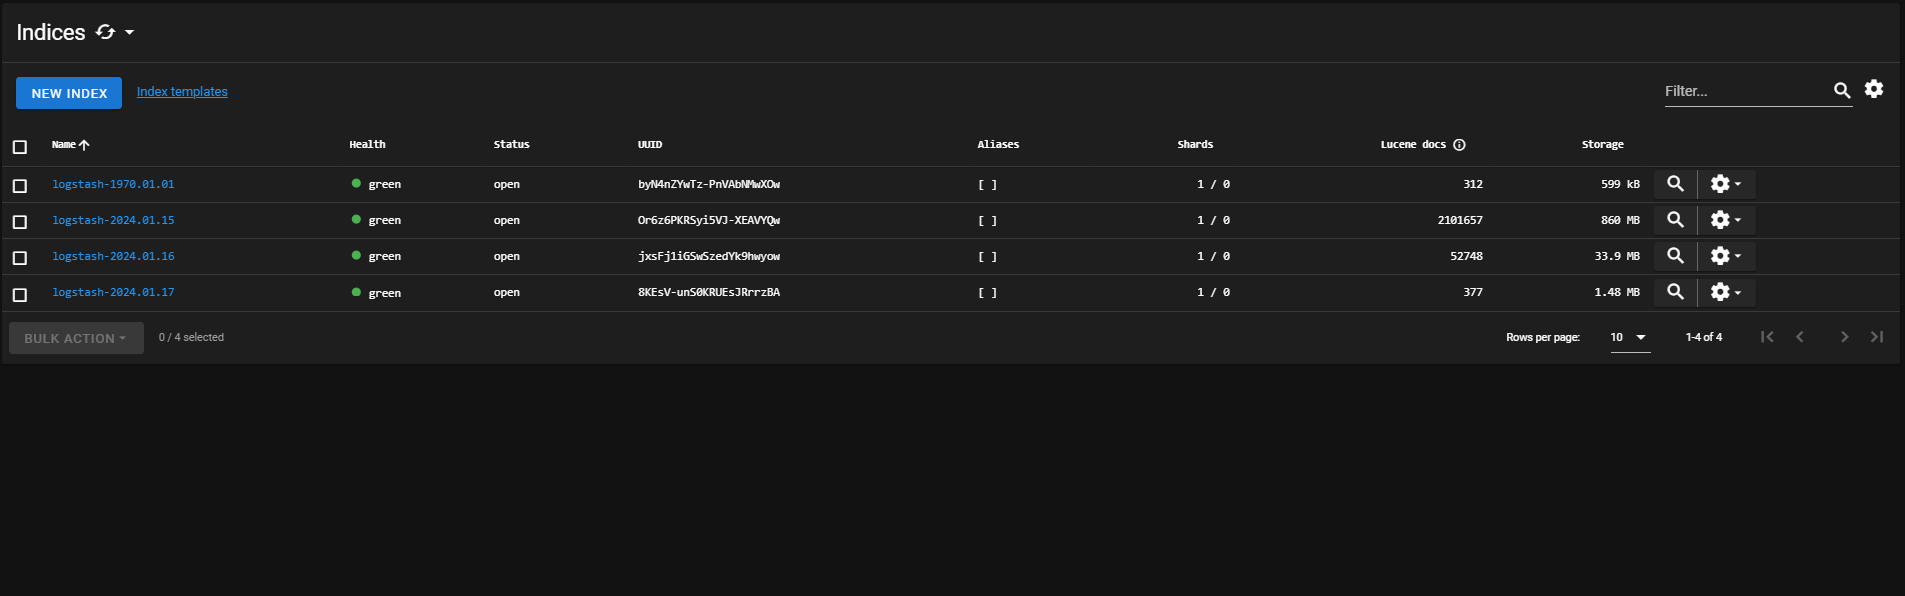 Indices
NEW INDEX Index templates Filter...
Name Health Status UUID Aliases Shards Lucene docs Storage
logstash-1970.01.01 green open byN4nZYwTz-PnVAbNMwXOw [ ] 1 / 0 312 599 kB
logstash-2024.01.15 green open Or6z6PKRSyi5VJ-XEAVYQw [ ] 1 / 0 2101657 860 MB
logstash-2024.01.16 green open jxsFj1iGSwSzedYk9hwyow [ ] 1 / 0 52748 33.9 MB
logstash-2024.01.17 green open 8KEsV-unS0KRUEsJRrrzBA [ ] 1 / 0 377 1.48 MB
BULK ACTION 0 / 4 selected Rows per page: 10 1-4 of 4